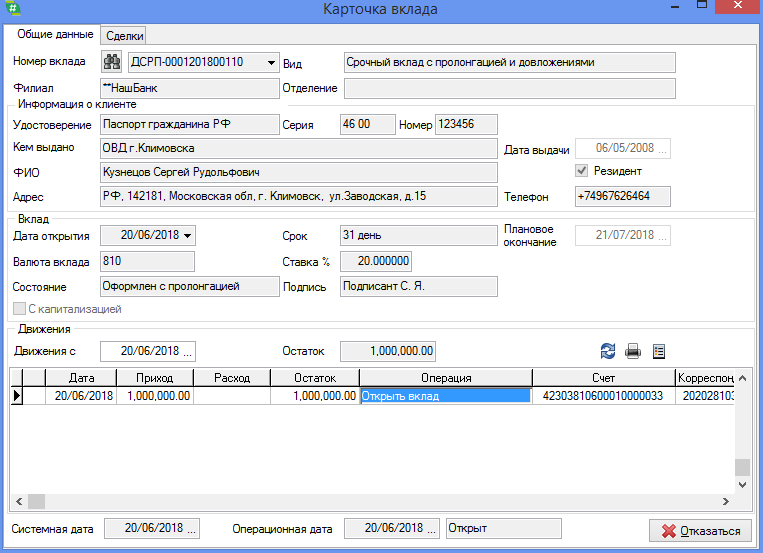 Карточка вклада
Общие данные Сделки
Номер вклада ДСРП-0001201800110 Вид Срочный вклад с пролонгацией и довложениями
Филиал **НашБанк Отделение
Информация о клиенте
Удостоверение Паспорт гражданина РФ Серия 46 00 Номер 123456
Кем выдано ОВД г.Климовска Дата выдачи 06/05/2008 ...
ФИО Кузнецов Сергей Рудольфович Резидент
Адрес РФ, 142181, Московская обл, г. Климовск, ул.Заводская, д.15 Телефон +74967626464
Вклад
Дата открытия 20/06/2018 Срок 31 день Плановое окончание 21/07/2018 ...
Валюта вклада 810 Ставка % 20.000000
Состояние Оформлен с пролонгацией Подпись Подписант С. Я.
С капитализацией
Движения
Движения с 20/06/2018 ... Остаток 1,000,000.00
Дата Приход Расход Остаток Операция Счет Корреспонд
20/06/2018 1,000,000.00 1,000,000.00 Открыть вклад 42303810600010000033 202028103
Системная дата 20/06/2018 ... Операционная дата 20/06/2018 ... Открыт Отказаться